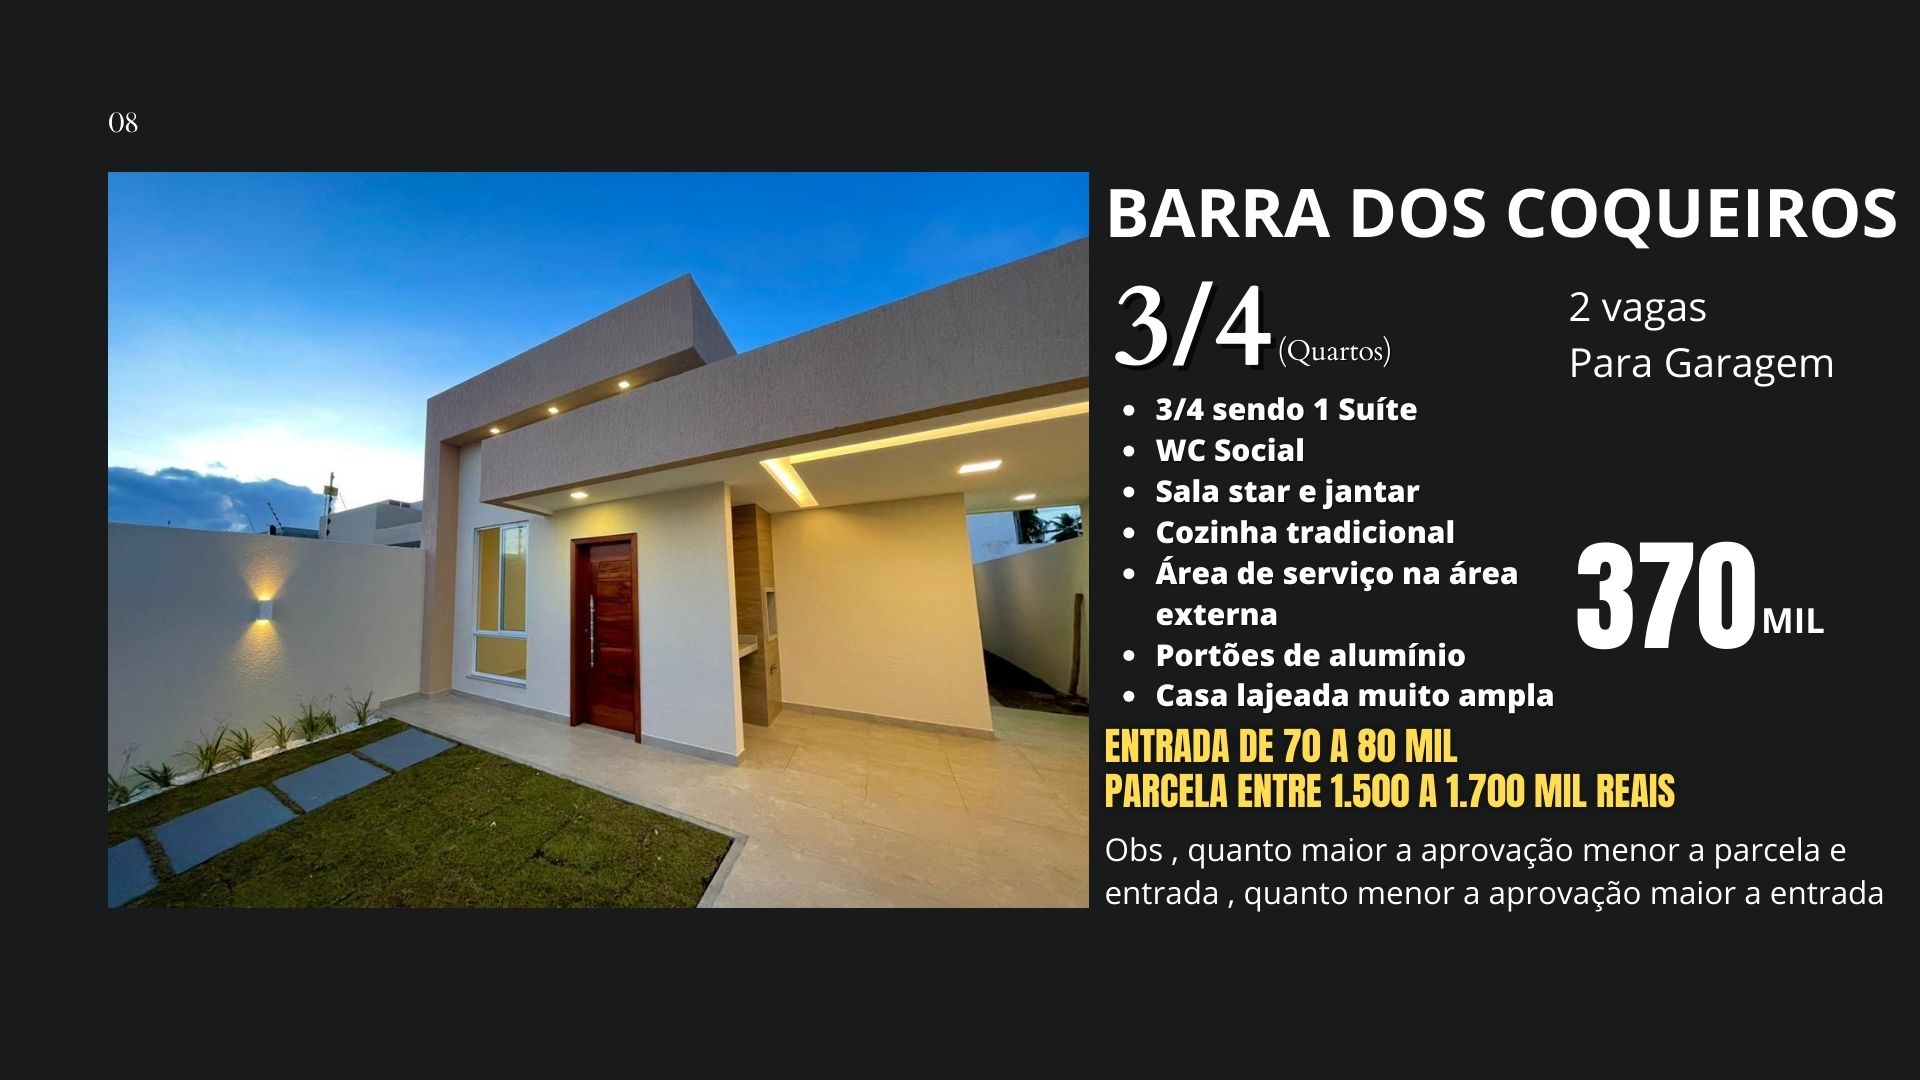 08
BARRA DOS COQUEIROS
3/4 (Quartos)
2 vagas
Para Garagem
• 3/4 sendo 1 Suíte
• WC Social
• Sala star e jantar
• Cozinha tradicional
• Área de serviço na área
externa
• Portões de alumínio
• Casa lajeada muito ampla
370 MIL
ENTRADA DE 70 A 80 MIL
PARCELA ENTRE 1.500 A 1.700 MIL REAIS
Obs , quanto maior a aprovação menor a parcela e
entrada , quanto menor a aprovação maior a entrada